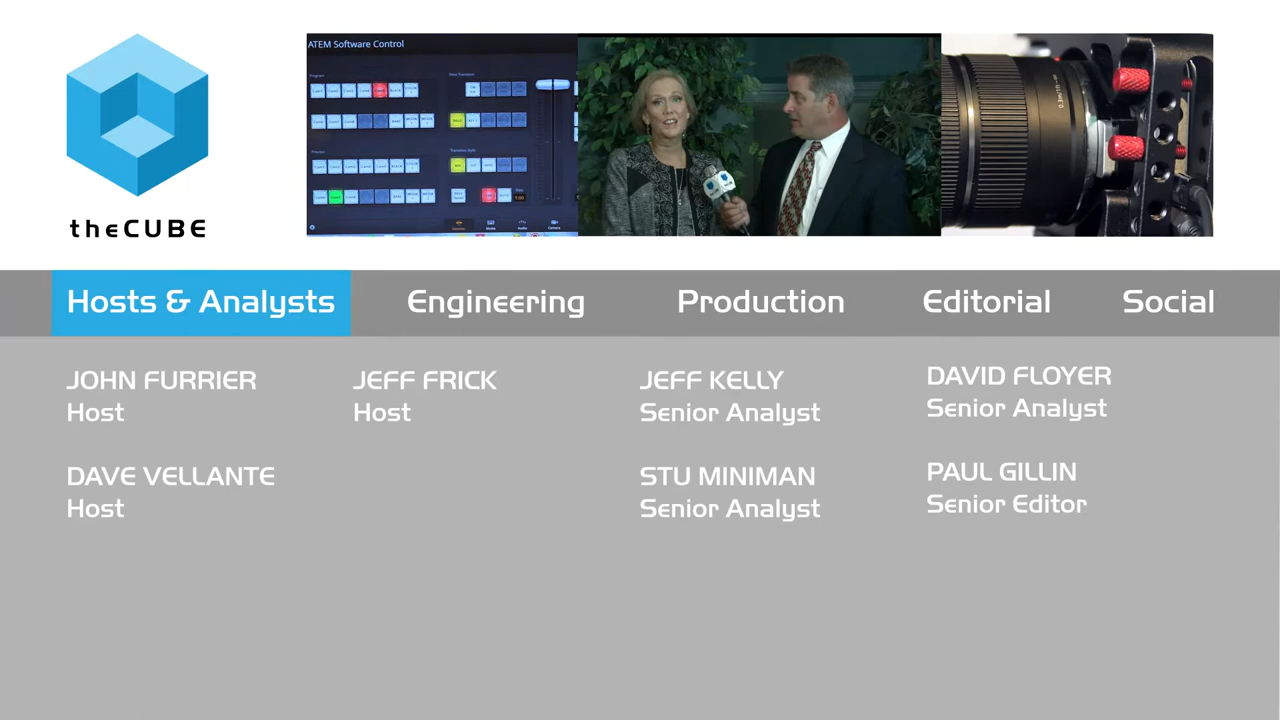 theCUBE
ATEM Software Control
Hosts & Analysts
Engineering
Production
Editorial
Social
JOHN FURRIER
Host
JEFF FRICK
Host
JEFF KELLY
Senior Analyst
DAVID FLOYER
Senior Analyst
DAVE VELLANTE
Host
STU MINIMAN
Senior Analyst
PAUL GILLIN
Senior Editor